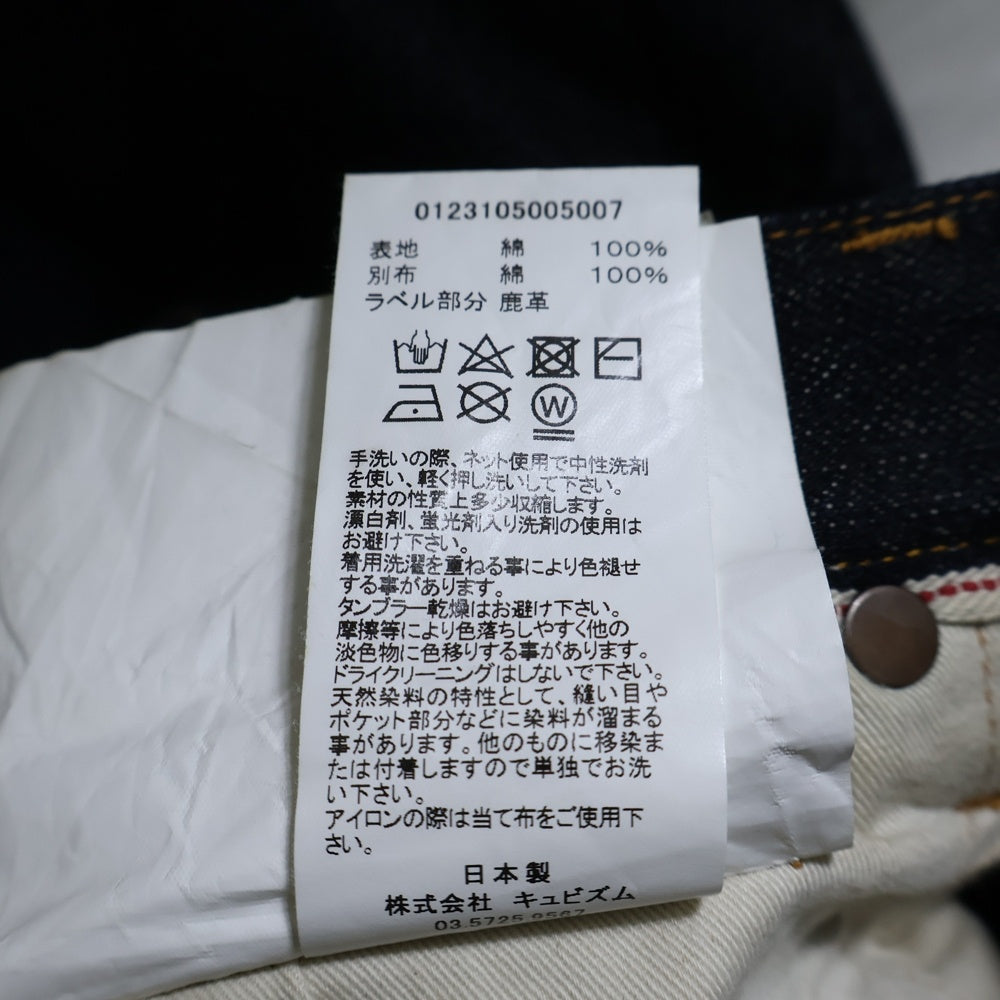 0123105005007
表地 綿 100%
別布 綿 100%
ラベル部分 鹿革
W
手洗いの際、ネット使用で中性洗剤
を使い、軽く押し洗いして下さい。
素材の性質上多少収縮します。
漂白剤、蛍光剤入り洗剤の使用は
お避け下さい。
着用洗濯を重ねる事により色褪せ
する事があります。
タンブラー乾燥はお避け下さい。
摩擦等により色落ちしやすく他の
淡色物に色移りする事があります。
ドライクリーニングはしないで下さい。
天然染料の特性として、縫い目や
ポケット部分などに染料が溜まる
事があります。他のものに移染ま
たは付着しますので単独でお洗
い下さい。
アイロンの際は当て布をご使用下
さい。
日本製
株式会社 キュビズム
03.5725.9567